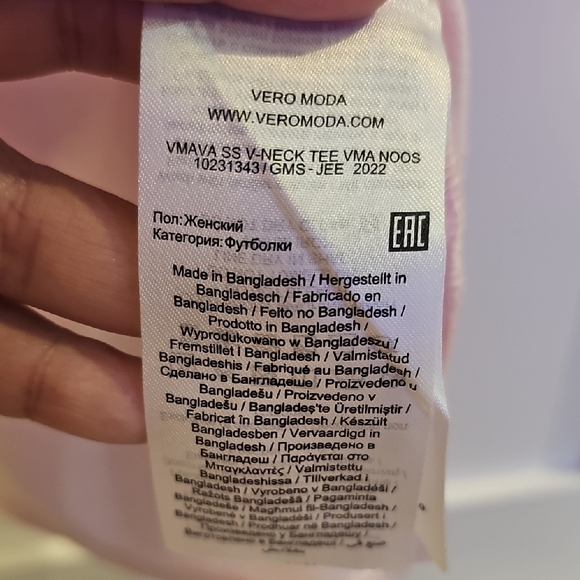 VERO MODA
WWW.VEROMODA.COM
VMAVA SS V-NECK TEE VMA NOOS
10231343 / GMS - JEE 2022
Пол: Женский
Категория: Футболки
EAC
Made in Bangladesh / Hergestellt in
Bangladesch / Fabricado en
Bangladesh / Feito no Bangladesh /
Prodotto in Bangladesh /
Wyprodukowano w Bangladeszu /
Fremstillet i Bangladesh / Valmistatud
Bangladeshis / Fabriqué au Bangladesh /
Сделано в Бангладеше / Proizvedeno u
Bangladešu / Proizvedeno v
Bangladešu / Bangladeş'te Üretilmiştir /
Fabricat în Bangladesh / Készült
Bangladesben / Vervaardigd in
Bangladesh / Произведено в
Бангладеш / Παράγεται στο
Μπαγκλαντές / Valmistettu
Bangladeshissa / Tillverkad i
Bangladesh / Vyrobeno v Bangladéši /
Ražots Bangladešā / Pagaminta
Bangladeše / Maghmul fil-Bangladesh /
Vyrobené v Bangladéši / Produsert i
Bangladesh / Prodhuar në Bangladesh /